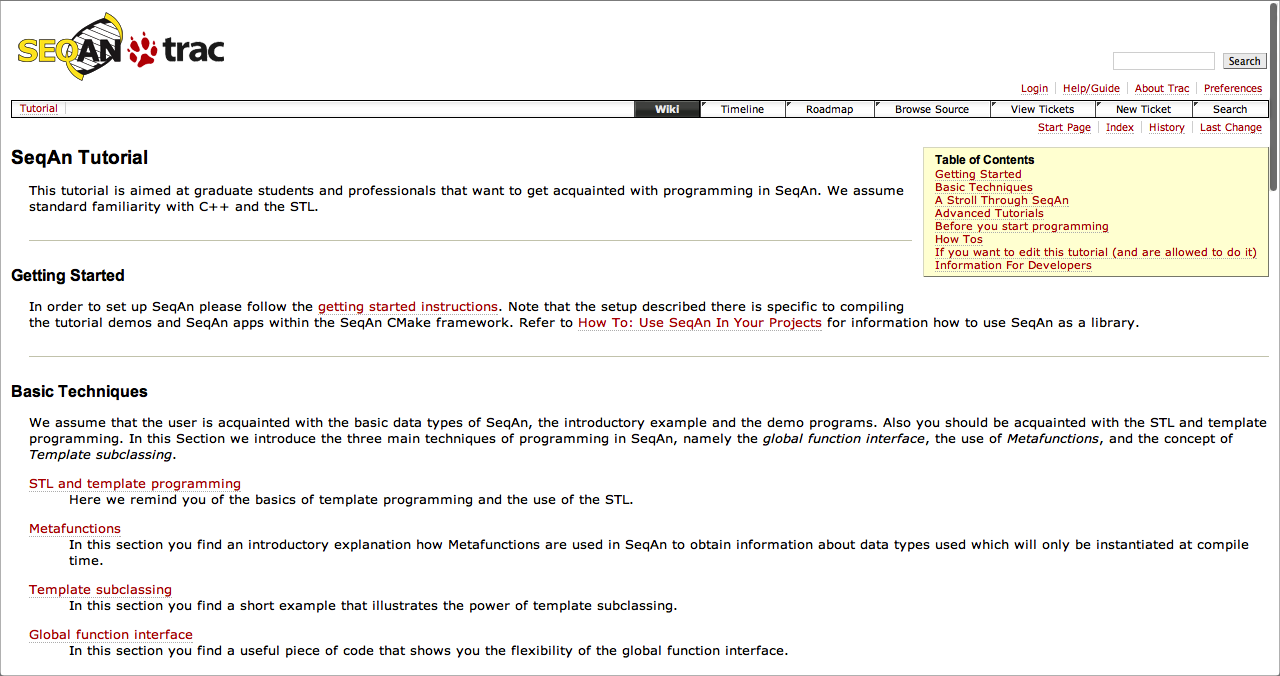 SEQAN trac
Search
Login Help/Guide About Trac Preferences
Tutorial Wiki Timeline Roadmap Browse Source View Tickets New Ticket Search
Start Page Index History Last Change
SeqAn Tutorial
This tutorial is aimed at graduate students and professionals that want to get acquainted with programming in SeqAn. We assume
standard familiarity with C++ and the STL.
Table of Contents
Getting Started
Basic Techniques
A Stroll Through SeqAn
Advanced Tutorials
Before you start programming
How Tos
If you want to edit this tutorial (and are allowed to do it)
Information For Developers
Getting Started
In order to set up SeqAn please follow the getting started instructions. Note that the setup described there is specific to compiling
the tutorial demos and SeqAn apps within the SeqAn CMake framework. Refer to How To: Use SeqAn In Your Projects for information how to use SeqAn as a library.
Basic Techniques
We assume that the user is acquainted with the basic data types of SeqAn, the introductory example and the demo programs. Also you should be acquainted with the STL and template
programming. In this Section we introduce the three main techniques of programming in SeqAn, namely the global function interface, the use of Metafunctions, and the concept of
Template subclassing.
STL and template programming
Here we remind you of the basics of template programming and the use of the STL.
Metafunctions
In this section you find an introductory explanation how Metafunctions are used in SeqAn to obtain information about data types used which will only be instantiated at compile
time.
Template subclassing
In this section you find a short example that illustrates the power of template subclassing.
Global function interface
In this section you find a useful piece of code that shows you the flexibility of the global function interface.